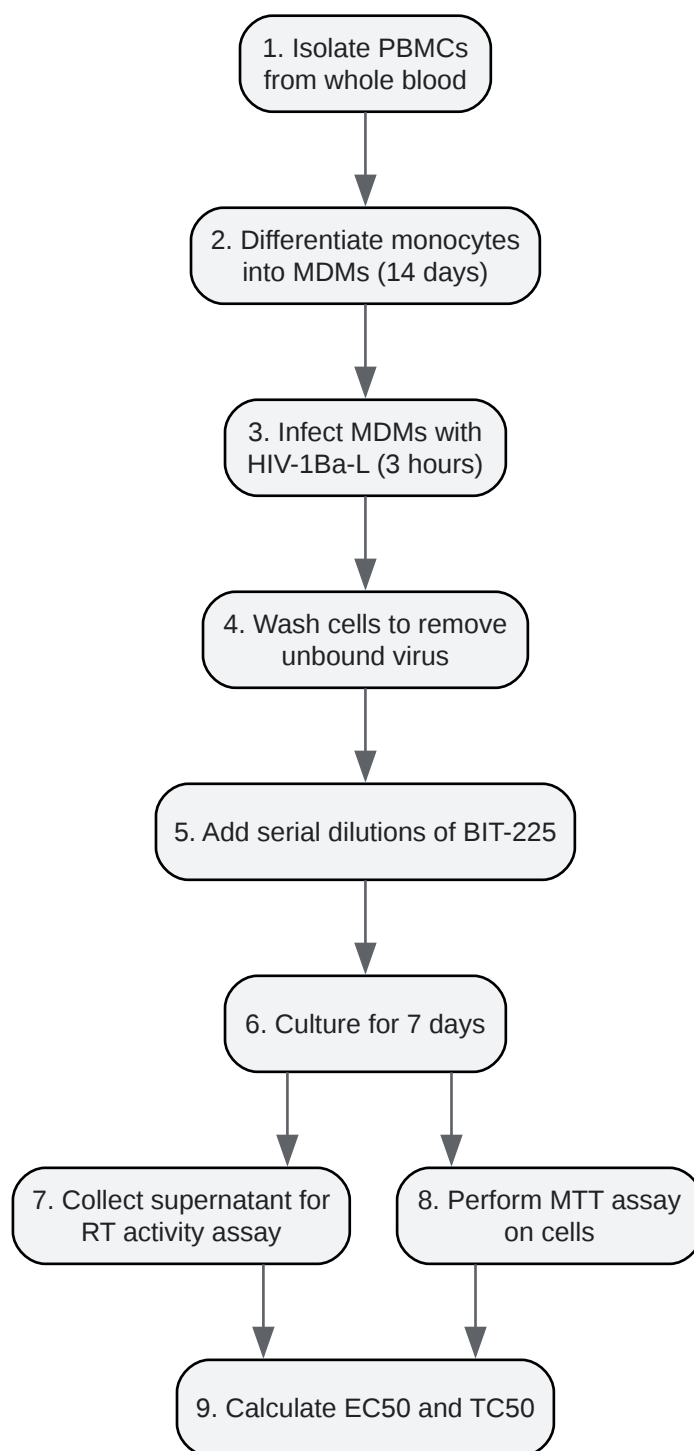 1. Isolate PBMCs
from whole blood
2. Differentiate monocytes
into MDMs (14 days)
3. Infect MDMs with
HIV-1Ba-L (3 hours)
4. Wash cells to remove
unbound virus
5. Add serial dilutions of BIT-225
6. Culture for 7 days
7. Collect supernatant for
RT activity assay
8. Perform MTT assay
on cells
9. Calculate EC50 and TC50